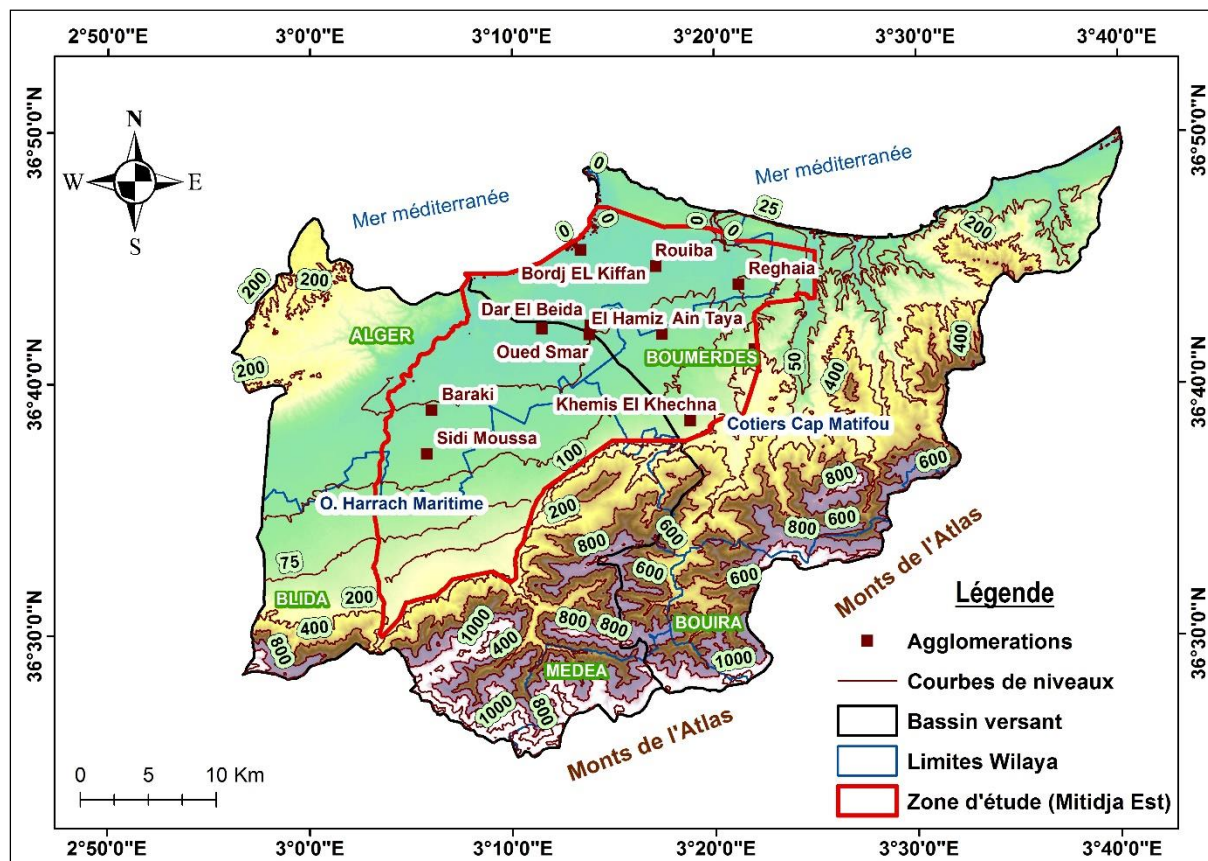 2°50'0"E
3°0'0"E
3°10'0"E
3°20'0"E
3°30'0"E
3°40'0"E
36°50'0"N
36°50'0"N
N
W
E
S
Mer méditerranée
Mer méditerranée
0
0
0
0
0
25
200
200
200
200
200
Rouiba
Bordj EL Kiffan
Reghaia
Dar El Beida
El Hamiz
Ain Taya
Oued Smar
ALGER
BOUMERDES
50
400
400
36°40'0"N
36°40'0"N
Baraki
Khemis El Khechna
Cotiers Cap Matifou
Sidi Moussa
100
O. Harrach Maritime
200
800
600
800
600
600
800
600
600
600
75
BLIDA
200
400
800
1000
400
800
800
BOUIRA
1000
MEDEA
1000
800
36°30'0"N
36°30'0"N
Monts de l'Atlas
Monts de l'Atlas
Légende
Agglomerations
Courbes de niveaux
Bassin versant
Limites Wilaya
Zone d'étude (Mitidja Est)
0 5 10 Km
2°50'0"E
3°0'0"E
3°10'0"E
3°20'0"E
3°30'0"E
3°40'0"E